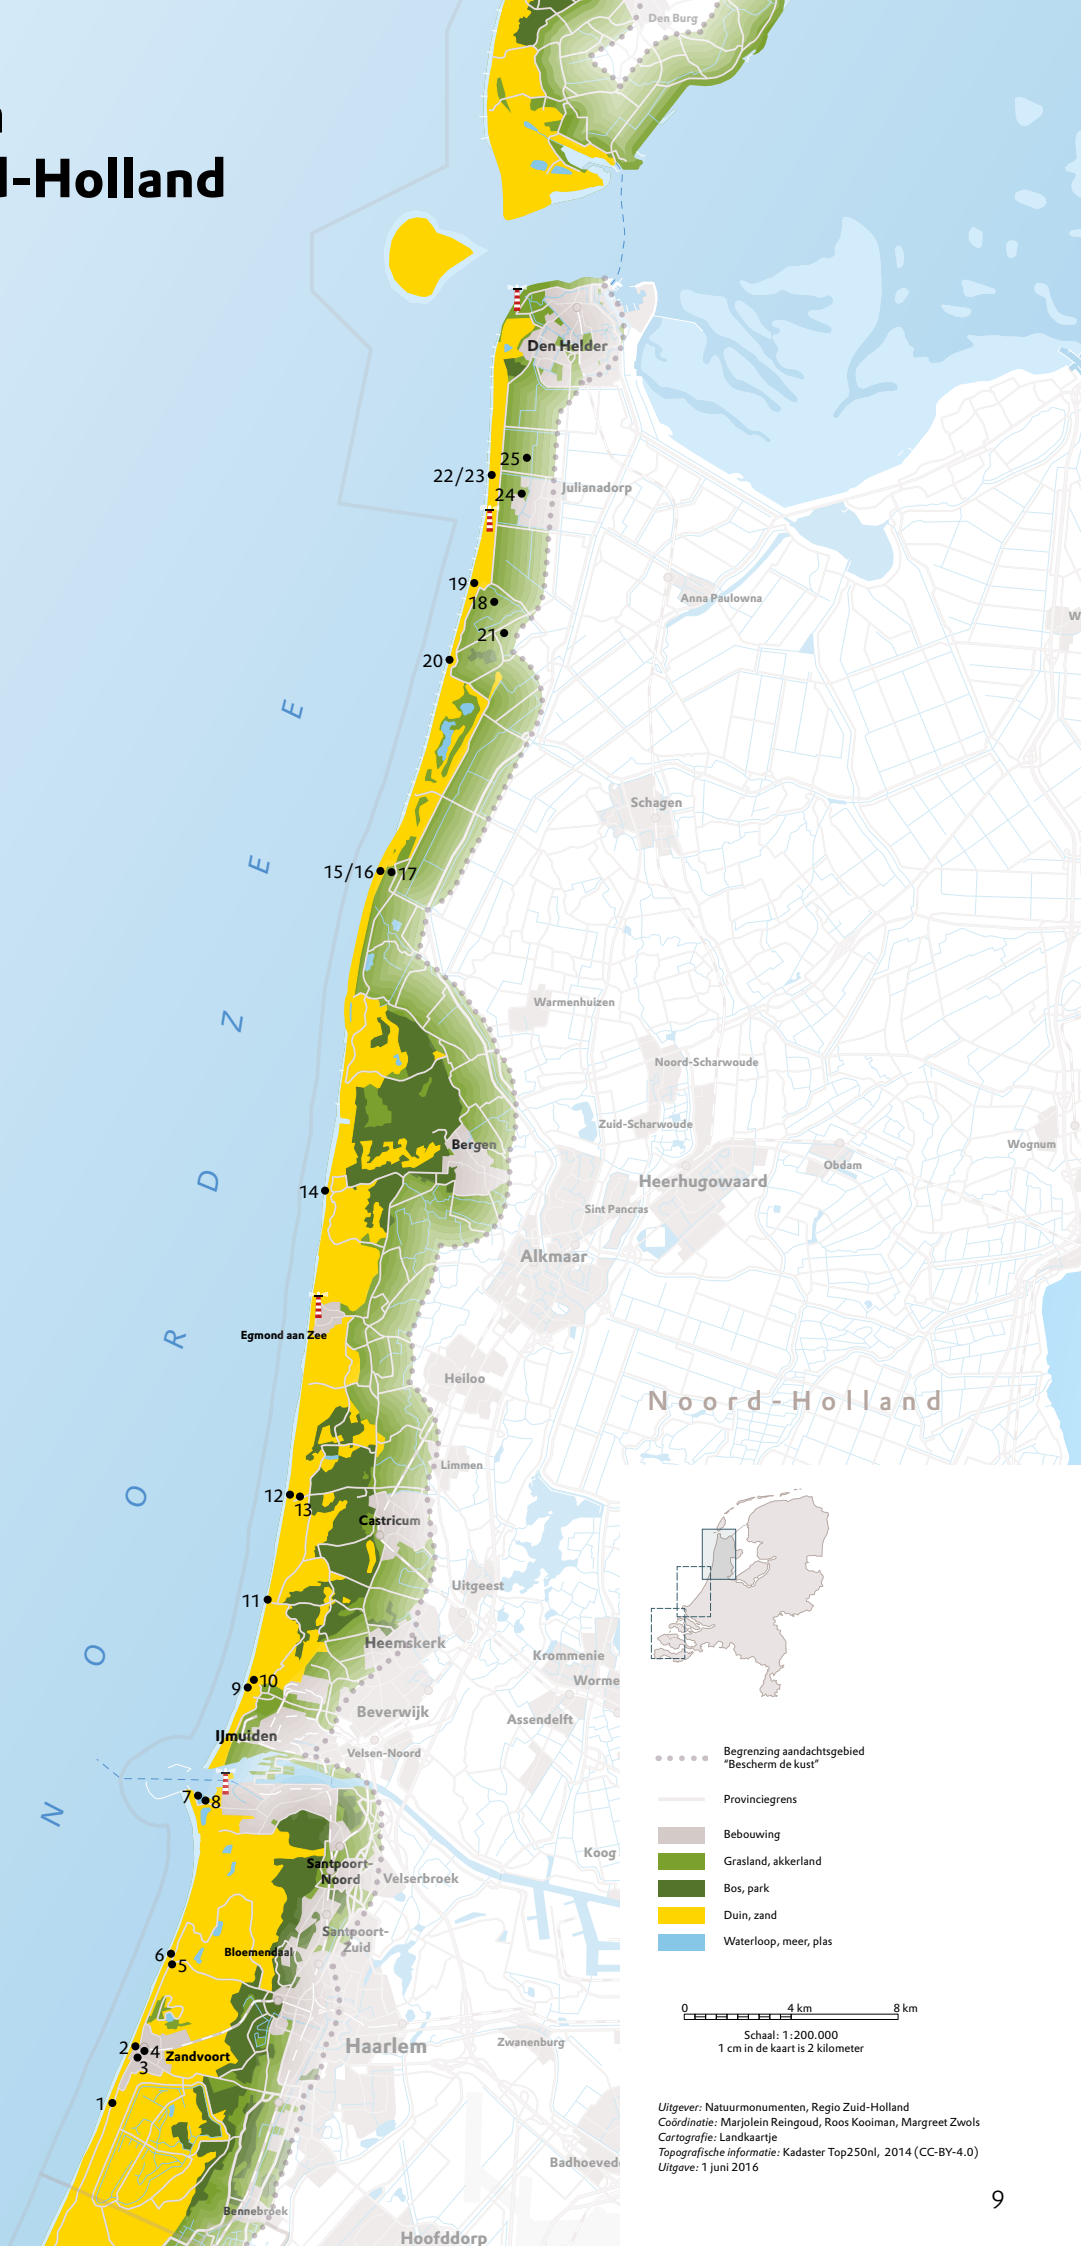 -Holland
Den Burg
Den Helder
25
22/23
24
Julianadorp
19
18
21
20
Anna Paulowna
W
Schagen
15/16
17
Warmenhuizen
Noord-Scharwoude
Zuid-Scharwoude
Bergen
Wognum
Obdam
Heerhugowaard
14
Sint Pancras
Alkmaar
Egmond aan Zee
Heiloo
Noord-Holland
Limmen
12
13
Castricum
Uitgeest
11
Heemskerk
Krommenie
Worme
10
9
Beverwijk
Assendelft
IJmuiden
Velsen-Noord
7
8
Koog
Santpoort-
Noord
Velserbroek
Santpoort-
Zuid
Bloemendaal
6
5
Haarlem
Zwanenburg
2
4
Zandvoort
3
1
Badhoeved
Bennebroek
Hoofddorp
NOORDZEE
Begrenzing aandachtsgebied
"Bescherm de kust"
Provinciegrens
Bebouwing
Grasland, akkerland
Bos, park
Duin, zand
Waterloop, meer, plas
0 4 km 8 km
Schaal: 1:200.000
1 cm in de kaart is 2 kilometer
Uitgever: Natuurmonumenten, Regio Zuid-Holland
Coördinatie: Marjolein Reingoud, Roos Kooiman, Margreet Zwols
Cartografie: Landkaartje
Topografische informatie: Kadaster Top250nl, 2014 (CC-BY-4.0)
Uitgave: 1 juni 2016
9